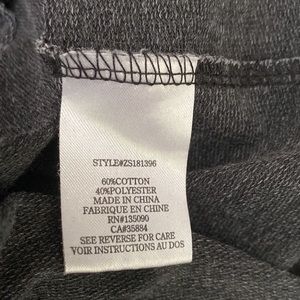 STYLE#ZS181396
60%COTTON
40%POLYESTER
MADE IN CHINA
FABRIQUE EN CHINE
RN#135090
CA#35884
SEE REVERSE FOR CARE
VOIR INSTRUCTIONS AU DOS